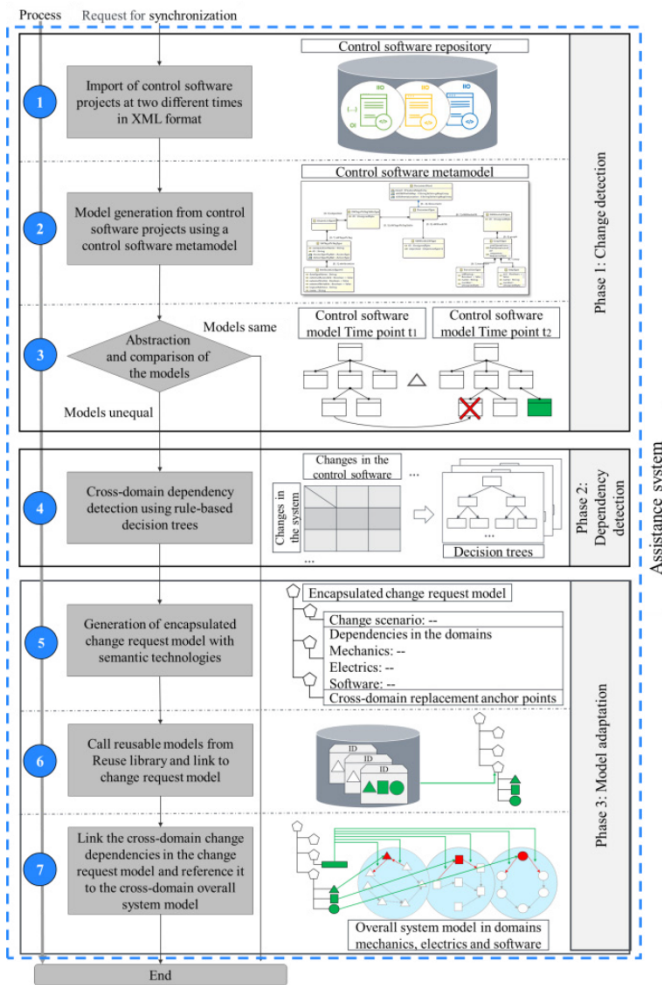 Process
Request for synchronization
Control software repository
1
Import of control software
projects at two different times
in XML format
Phase 1: Change detection
Control software metamodel
2
Model generation from control
software projects using a
control software metamodel
Models same
Control software
model Time point t1
Control software
model Time point t2
3
Abstraction
and comparison of
the models
Models unequal
Assistance system
Changes in the
control software
...
Changes in
the system
4
Cross-domain dependency
detection using rule-based
decision trees
...
...
Decision trees
Phase 2:
Dependency
detection
Encapsulated change request model
5
Generation of encapsulated
change request model with
semantic technologies
Change scenario: --
Dependencies in the domains
Mechanics: --
Electrics: --
Software: --
Cross-domain replacement anchor points
Phase 3: Model adaptation
6
Call reusable models from
Reuse library and link to
change request model
ID
ID
ID
7
Link the cross-domain change
dependencies in the change
request model and reference it
to the cross-domain overall
system model
Overall system model in domains
mechanics, electrics and software
End